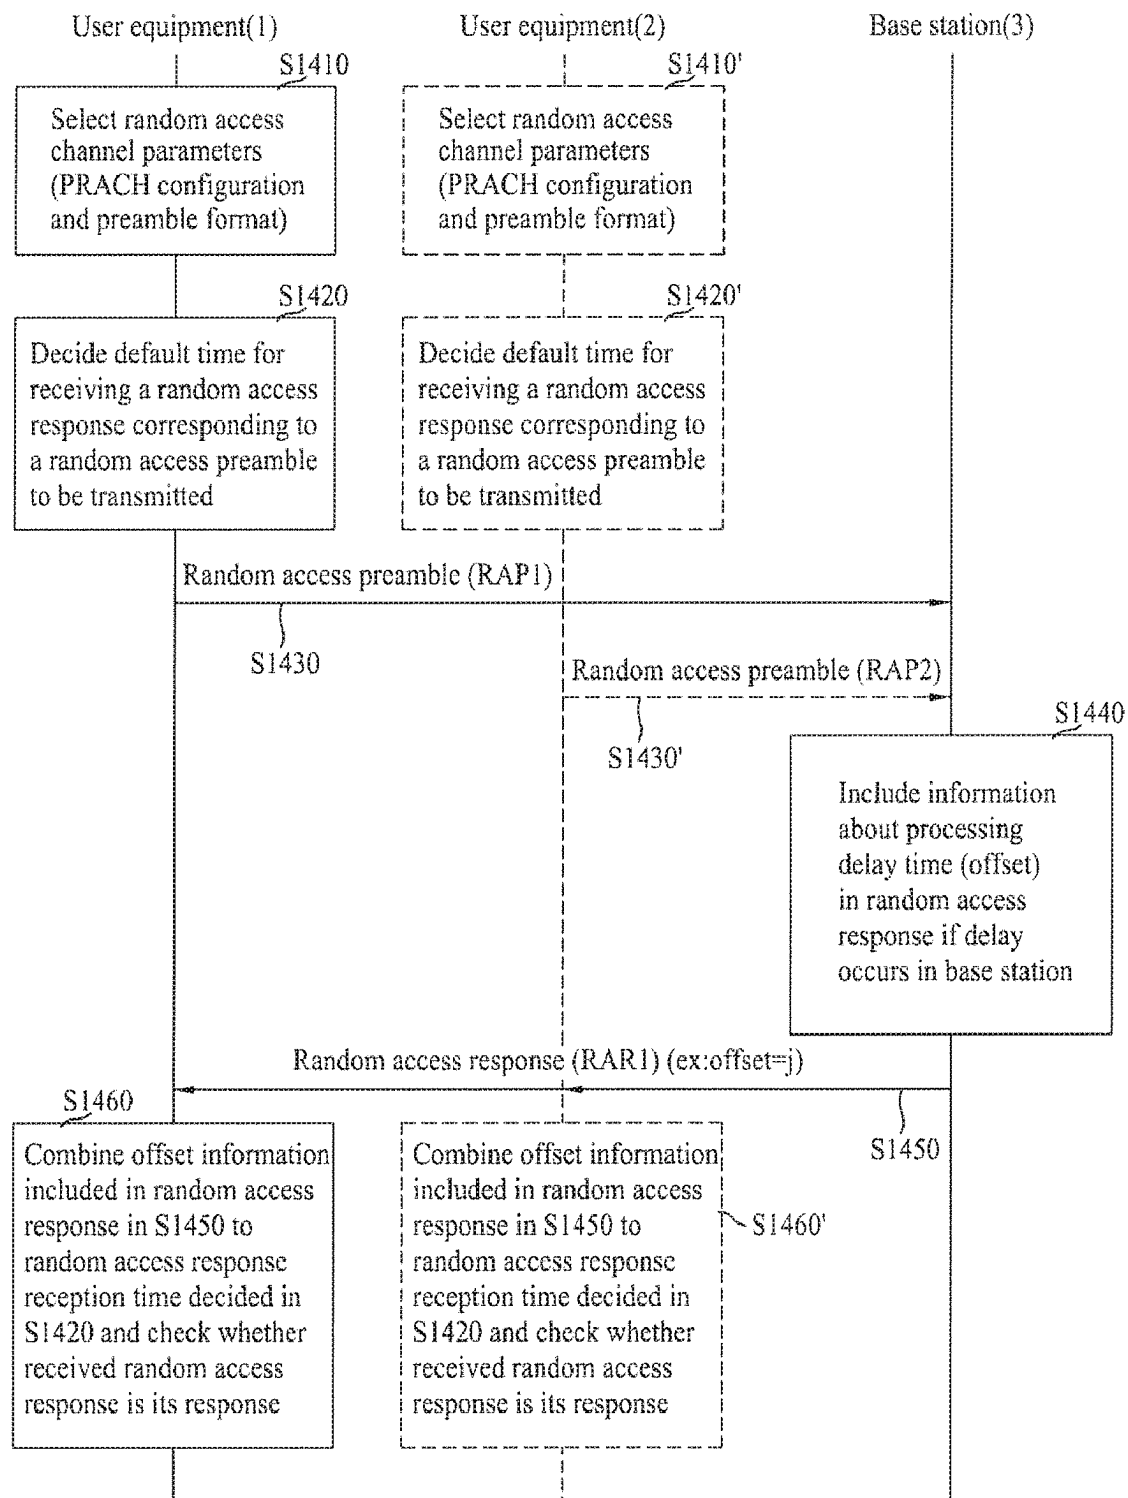 User equipment(1)
User equipment(2)
Base station(3)
S1410
S1410'
Select random access
channel parameters
(PRACH configuration
and preamble format)
Select random access
channel parameters
(PRACH configuration
and preamble format)
S1420
S1420'
Decide default time for
receiving a random access
response corresponding to
a random access preamble
to be transmitted
Decide default time for
receiving a random access
response corresponding to
a random access preamble
to be transmitted
Random access preamble (RAP1)
S1430
Random access preamble (RAP2)
S1430'
S1440
Include information
about processing
delay time (offset)
in random access
response if delay
occurs in base station
Random access response (RAR1) (ex:offset=j)
S1450
S1460
Combine offset information
included in random access
response in S1450 to
random access response
reception time decided in
S1420 and check whether
received random access
response is its response
Combine offset information
included in random access
response in S1450 to
random access response
reception time decided in
S1420 and check whether
received random access
response is its response
S1460'